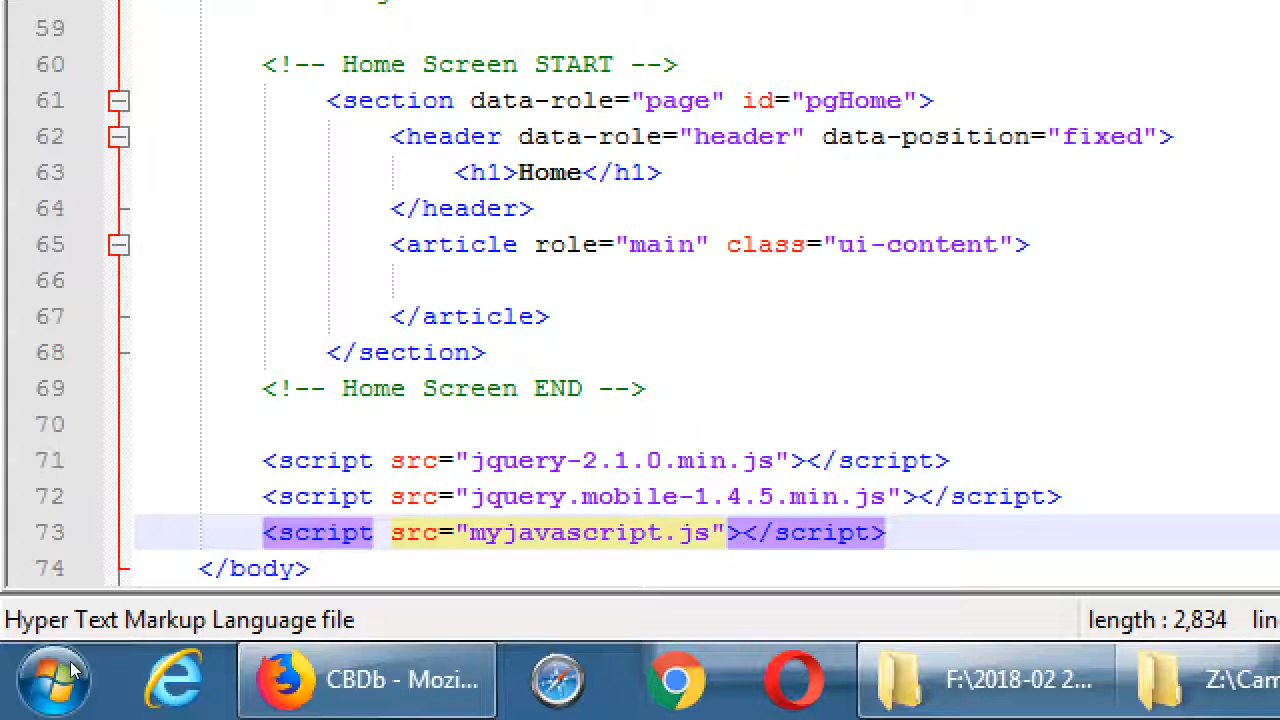 59
60 <!-- Home Screen START -->
61 <section data-role="page" id="pgHome">
62 <header data-role="header" data-position="fixed">
63 <h1>Home</h1>
64 </header>
65 <article role="main" class="ui-content">
66
67 </article>
68 </section>
69 <!-- Home Screen END -->
70
71 <script src="jquery-2.1.0.min.js"></script>
72 <script src="jquery.mobile-1.4.5.min.js"></script>
73 <script src="myjavascript.js"></script>
74 </body>
Hyper Text Markup Language file length : 2,834 lin
CBDb - Mozi... F:\2018-02 2... Z:\Cam